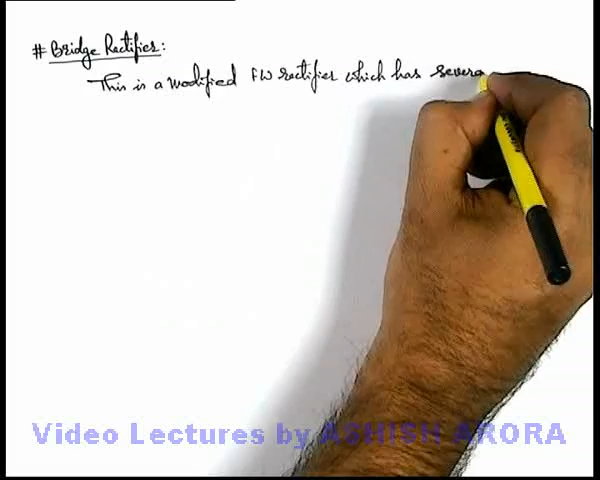 # Bridge Rectifier:
This is a modified FW rectifier which has severa
Video Lectures by ASHISH ARORA